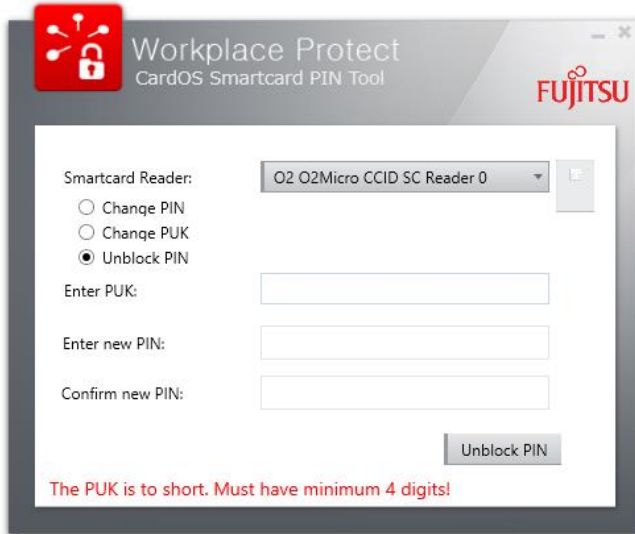 Workplace Protect
CardOS Smartcard PIN Tool
FUJITSU
Smartcard Reader:
O2 O2Micro CCID SC Reader 0
Change PIN
Change PUK
Unblock PIN
Enter PUK:
Enter new PIN:
Confirm new PIN:
Unblock PIN
The PUK is to short. Must have minimum 4 digits!